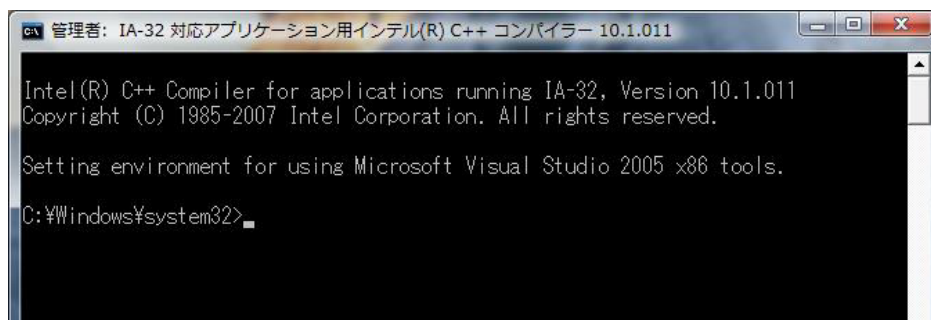 管理者: IA-32 対応アプリケーション用インテル(R) C++ コンパイラー 10.1.011
Intel(R) C++ Compiler for applications running IA-32, Version 10.1.011
Copyright (C) 1985-2007 Intel Corporation. All rights reserved.
Setting environment for using Microsoft Visual Studio 2005 x86 tools.
C:¥Windows¥system32>